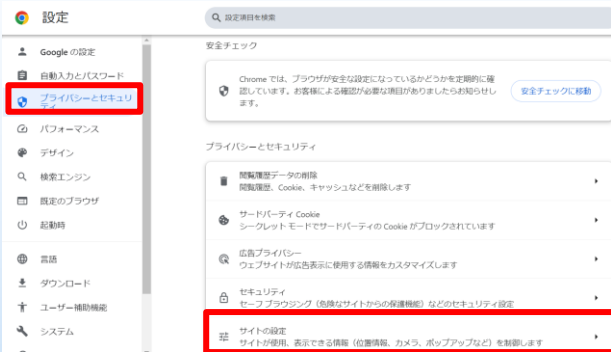 設定
設定項目を検索
Google の設定
自動入力とパスワード
プライバシーとセキュリ
ティ
パフォーマンス
デザイン
検索エンジン
既定のブラウザ
起動時
言語
ダウンロード
ユーザー補助機能
システム
安全チェック
Chrome では、ブラウザが安全な設定になっているかどうかを定期的に確
認しています。お客様による確認が必要な項目がありましたらお知らせし
ます。
安全チェックに移動
プライバシーとセキュリティ
閲覧履歴データの削除
閲覧履歴、Cookie、キャッシュなどを削除します
サードパーティ Cookie
シークレット モードでサードパーティの Cookie がブロックされています
広告プライバシー
ウェブサイトが広告表示に使用する情報をカスタマイズします
セキュリティ
セーフ ブラウジング（危険なサイトからの保護機能）などのセキュリティ設定
サイトの設定
サイトが使用、表示できる情報（位置情報、カメラ、ポップアップなど）を制御します